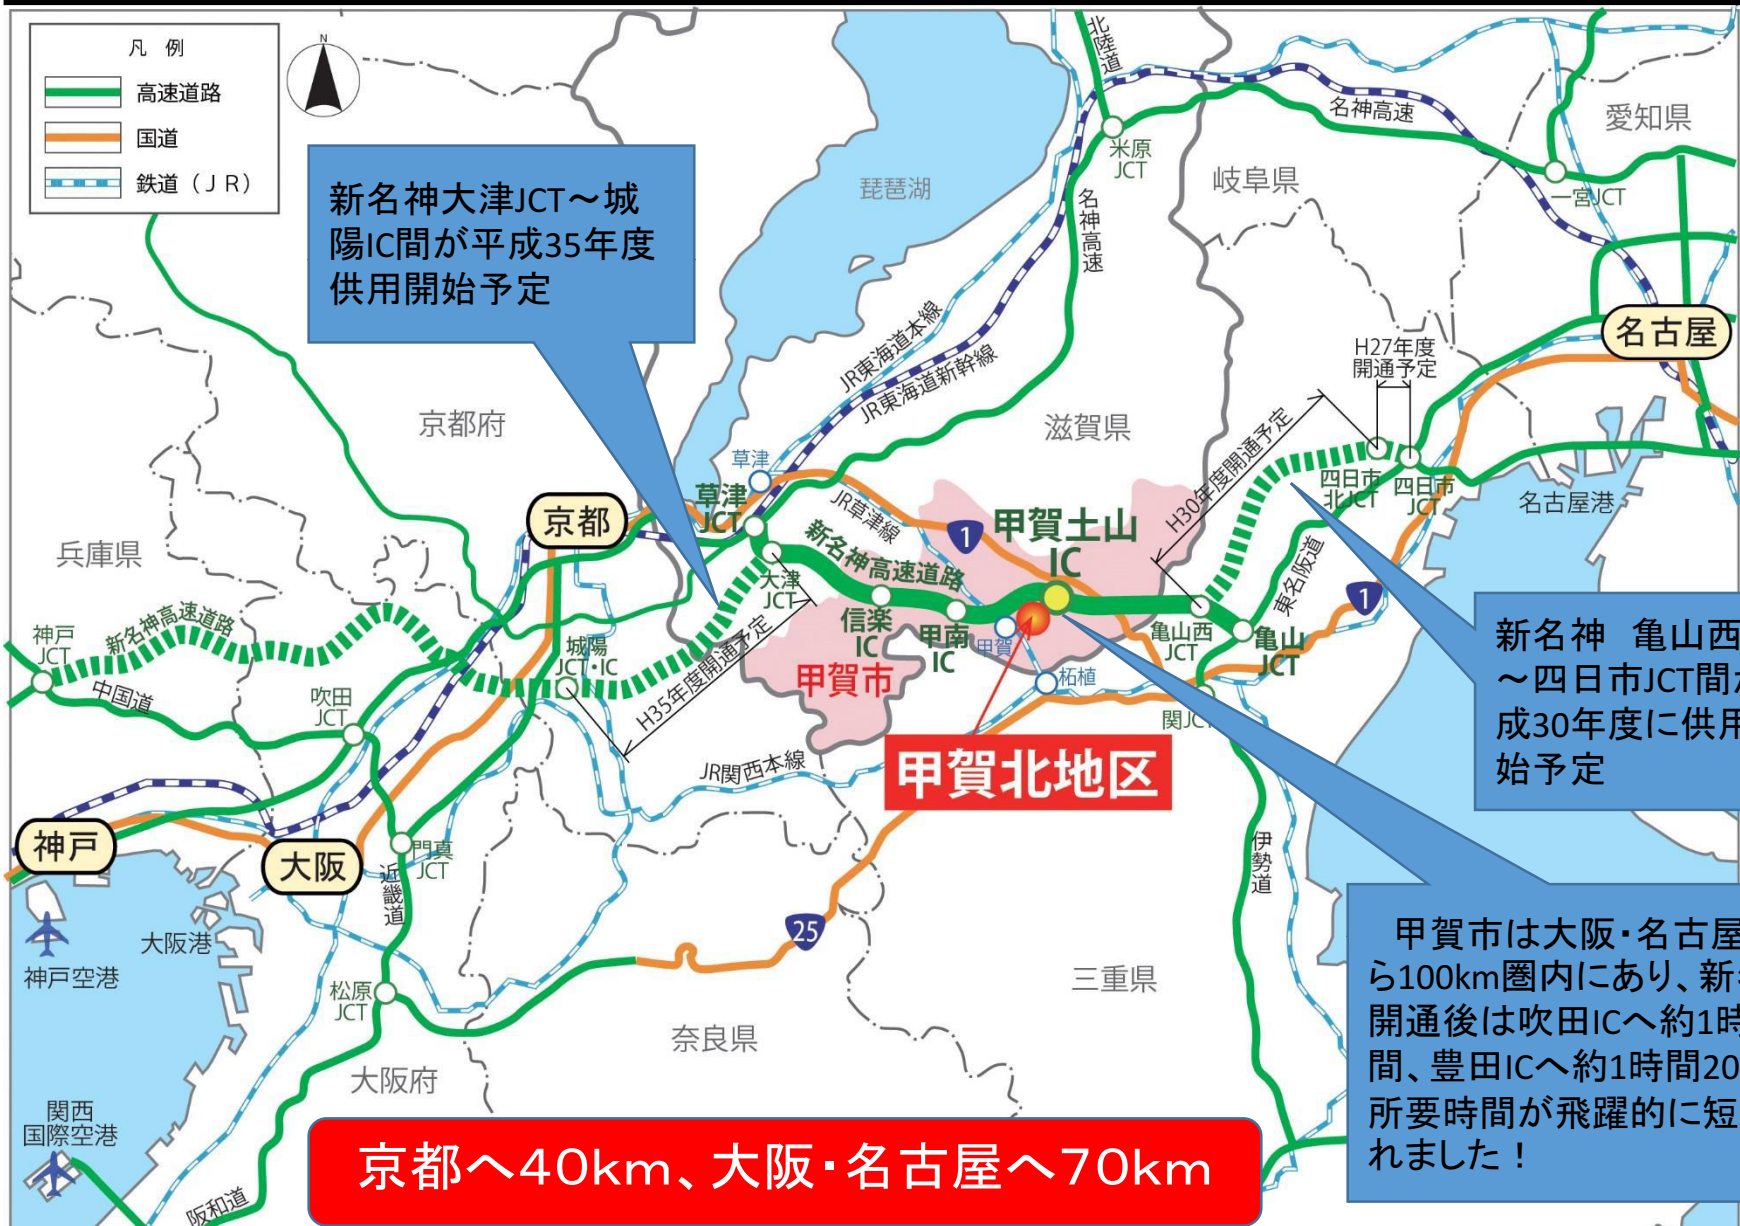 凡 例
高速道路
国道
鉄道（ＪＲ）
N
新名神大津JCT～城
陽IC間が平成35年度
供用開始予定
北陸道
名神高速
愛知県
米原
JCT
岐阜県
一宮JCT
琵琶湖
名神高速
名古屋
H27年度
開通予定
JR東海道本線
JR東海道新幹線
京都府
滋賀県
H30年度開通予定
草津
草津
JCT
JR草津線
四日市
北JCT
四日市
JCT
名古屋港
京都
1
甲賀土山
IC
兵庫県
新名神高速道路
大津
JCT
東名阪道
1
神戸
JCT
新名神高速道路
城陽
JCT・IC
信楽
IC
甲南
IC
甲賀
亀山西
JCT
亀山
JCT
新名神 亀山西
～四日市JCT間
成30年度に供用
始予定
中国道
吹田
JCT
H35年度開通予定
甲賀市
柘植
関JCT
JR関西本線
甲賀北地区
神戸
大阪
門真
JCT
近畿道
伊勢道
25
大阪港
神戸空港
松原
JCT
三重県
奈良県
大阪府
甲賀市は大阪・名古屋
ら100km圏内にあり、新
開通後は吹田ICへ約1時
間、豊田ICへ約1時間20
所要時間が飛躍的に短
れました！
関西
国際空港
阪和道
京都へ40km、大阪・名古屋へ70km